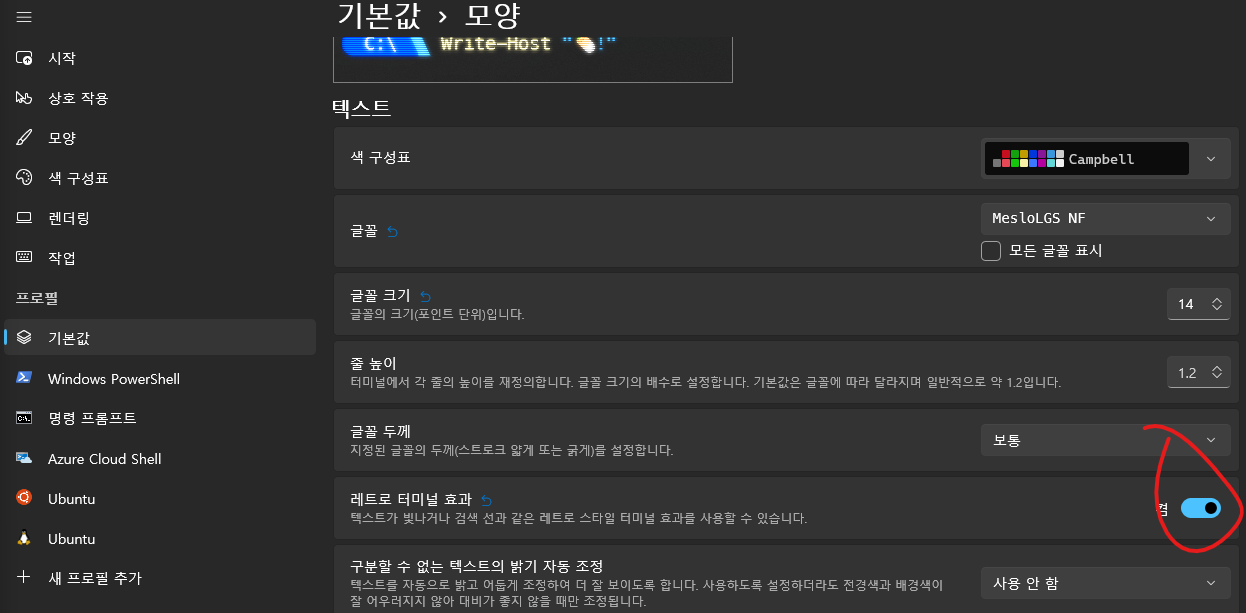 기본값 › 모양
C:\ Write-Host "🪨!"
시작
상호 작용
모양
색 구성표
렌더링
작업
프로필
기본값
Windows PowerShell
명령 프롬프트
Azure Cloud Shell
Ubuntu
Ubuntu
새 프로필 추가
텍스트
색 구성표
Campbell
글꼴
MesloLGS NF
모든 글꼴 표시
글꼴 크기
글꼴의 크기(포인트 단위)입니다.
14
줄 높이
터미널에서 각 줄의 높이를 재정의합니다. 글꼴 크기의 배수로 설정합니다. 기본값은 글꼴에 따라 달라지며 일반적으로 약 1.2입니다.
1.2
글꼴 두께
지정된 글꼴의 두께(스트로크 얇게 또는 굵게)를 설정합니다.
보통
레트로 터미널 효과
텍스트가 빛나거나 검색 선과 같은 레트로 스타일 터미널 효과를 사용할 수 있습니다.
켬
구분할 수 없는 텍스트의 밝기 자동 조정
텍스트를 자동으로 밝고 어둡게 조정하여 더 잘 보이도록 합니다. 사용하도록 설정하더라도 전경색과 배경색이
잘 어우러지지 않아 대비가 좋지 않을 때만 조정됩니다.
사용 안 함